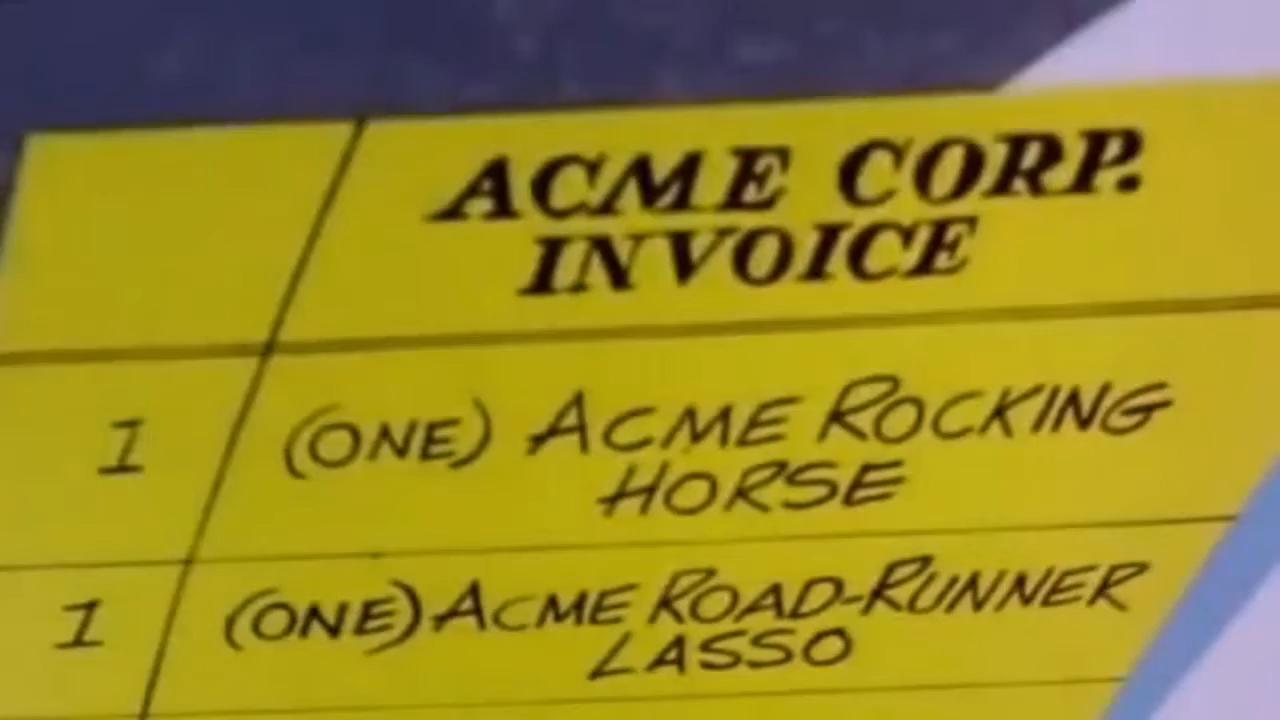 ACME CORP.
INVOICE
1 (ONE) ACME ROCKING
HORSE
1 (ONE) ACME ROAD-RUNNER
LASSO